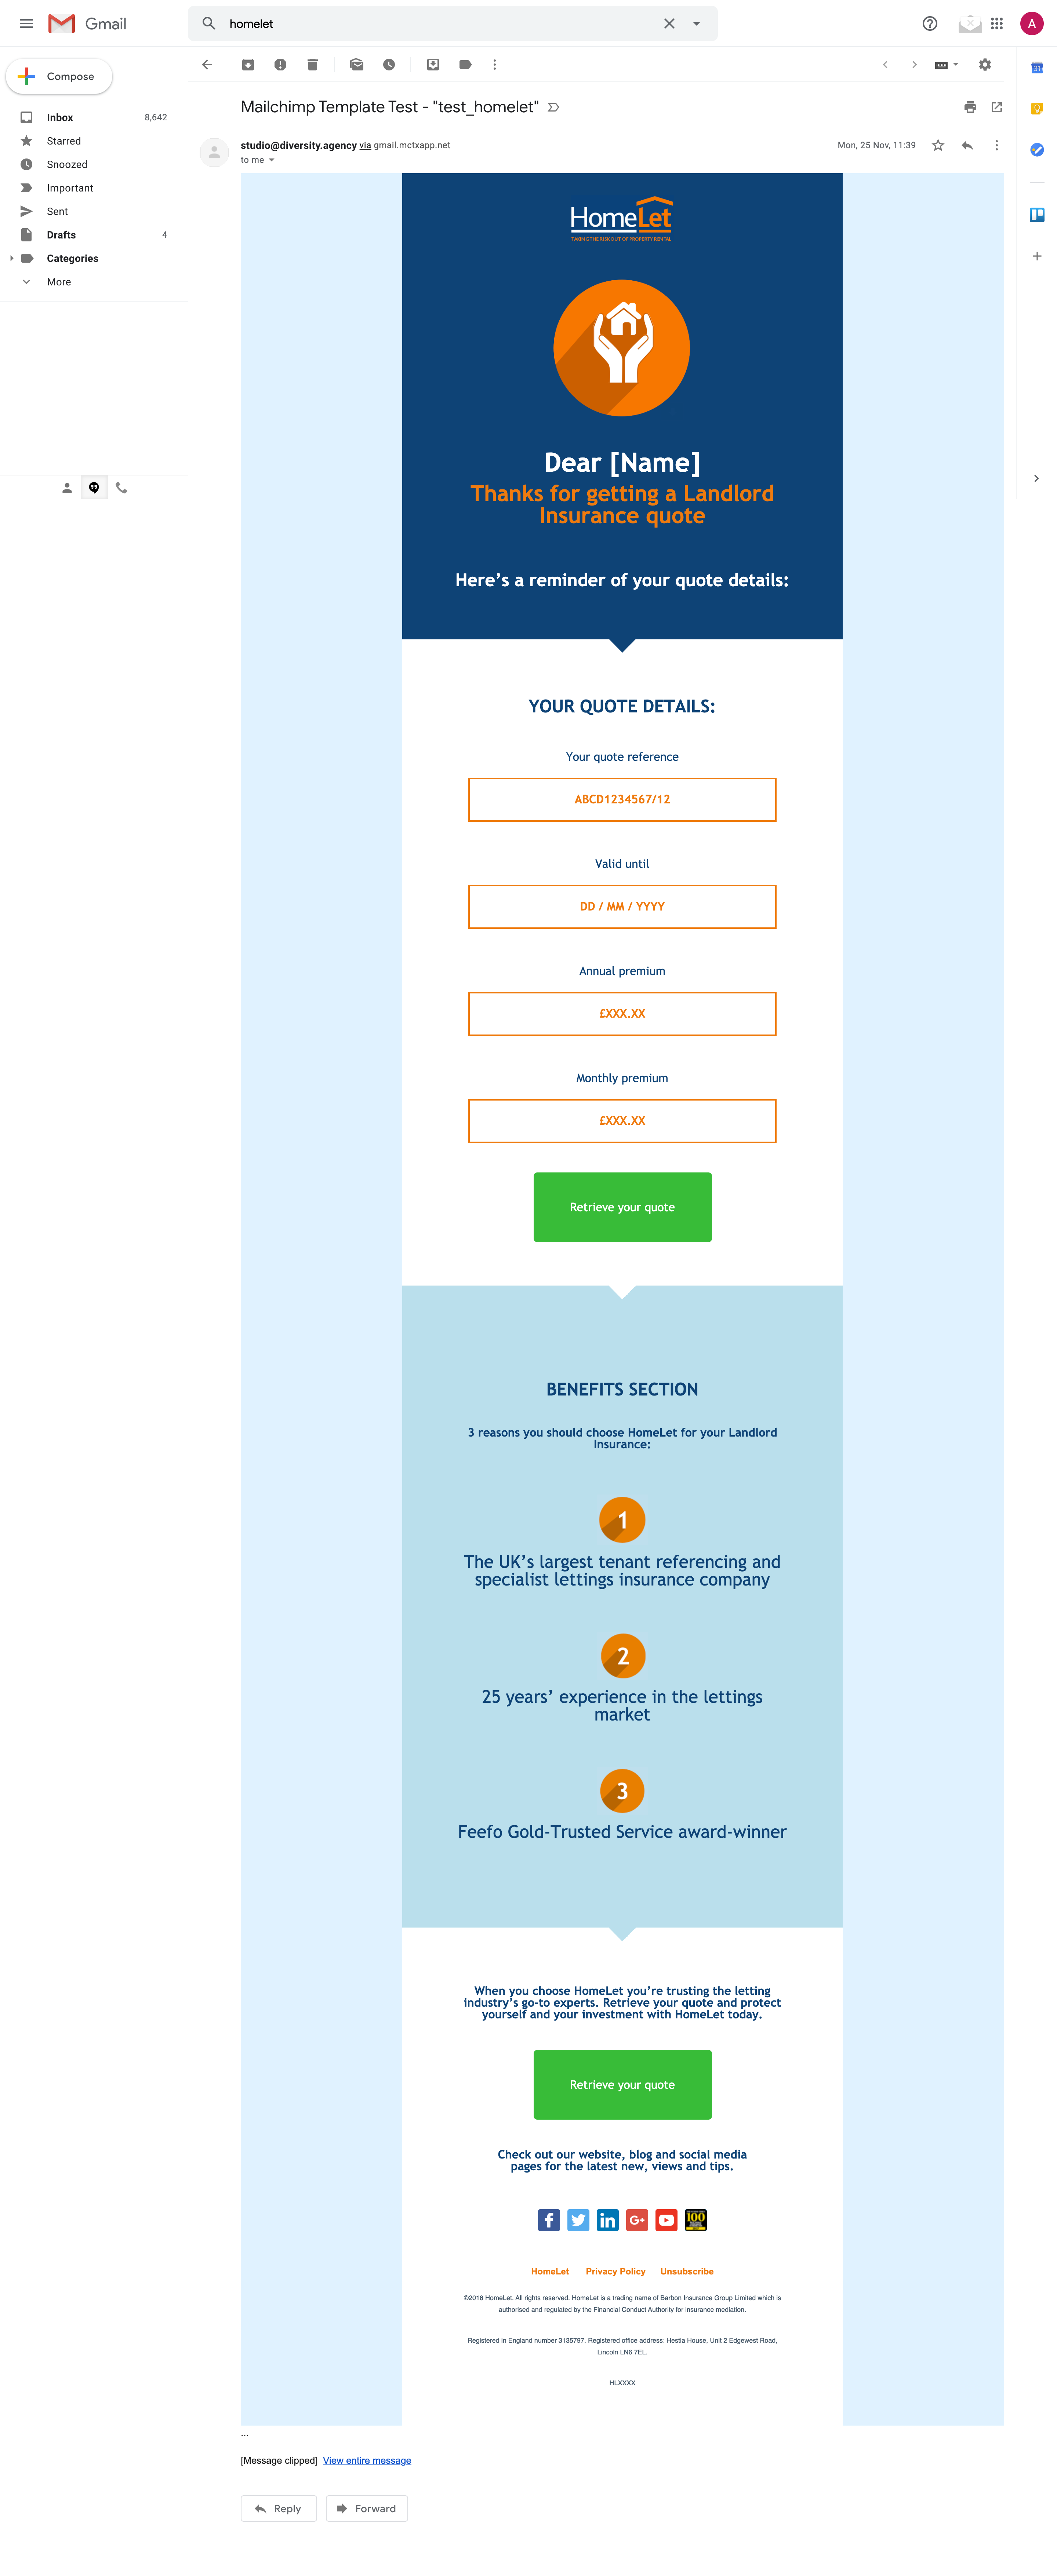 Gmail
homelet
A
Compose
Inbox 8,642
Starred
Snoozed
Important
Sent
Drafts 4
Categories
More
31
Mailchimp Template Test - "test_homelet"
studio@diversity.agency via gmail.mctxapp.net
Mon, 25 Nov, 11:39
to me
HomeLet
TAKING THE RISK OUT OF PROPERTY RENTAL
Dear [Name]
Thanks for getting a Landlord
Insurance quote
Here’s a reminder of your quote details:
YOUR QUOTE DETAILS:
Your quote reference
ABCD1234567/12
Valid until
DD / MM / YYYY
Annual premium
£XXX.XX
Monthly premium
£XXX.XX
Retrieve your quote
BENEFITS SECTION
3 reasons you should choose HomeLet for your Landlord
Insurance:
1
The UK’s largest tenant referencing and
specialist lettings insurance company
2
25 years’ experience in the lettings
market
3
Feefo Gold-Trusted Service award-winner
When you choose HomeLet you’re trusting the letting
industry’s go-to experts. Retrieve your quote and protect
yourself and your investment with HomeLet today.
Retrieve your quote
Check out our website, blog and social media
pages for the latest new, views and tips.
f in G+ 100
HomeLet Privacy Policy Unsubscribe
©2018 HomeLet. All rights reserved. HomeLet is a trading name of Barbon Insurance Group Limited which is
authorised and regulated by the Financial Conduct Authority for insurance mediation.
Registered in England number 3135797. Registered office address: Hestia House, Unit 2 Edgewest Road,
Lincoln LN6 7EL.
HLXXXX
...
[Message clipped] View entire message
Reply Forward